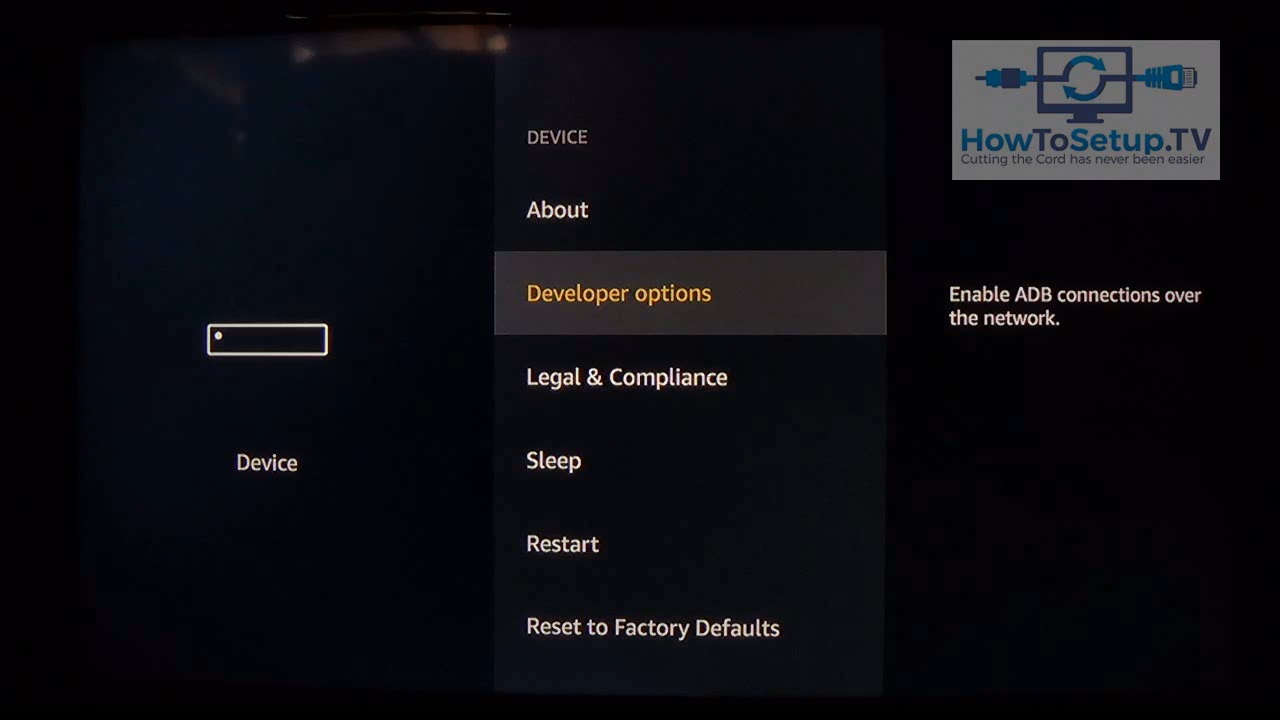 HowToSetup.TV
Cutting the Cord has never been easier
DEVICE
About
Developer options
Enable ADB connections over
the network.
Legal & Compliance
Sleep
Restart
Reset to Factory Defaults
Device